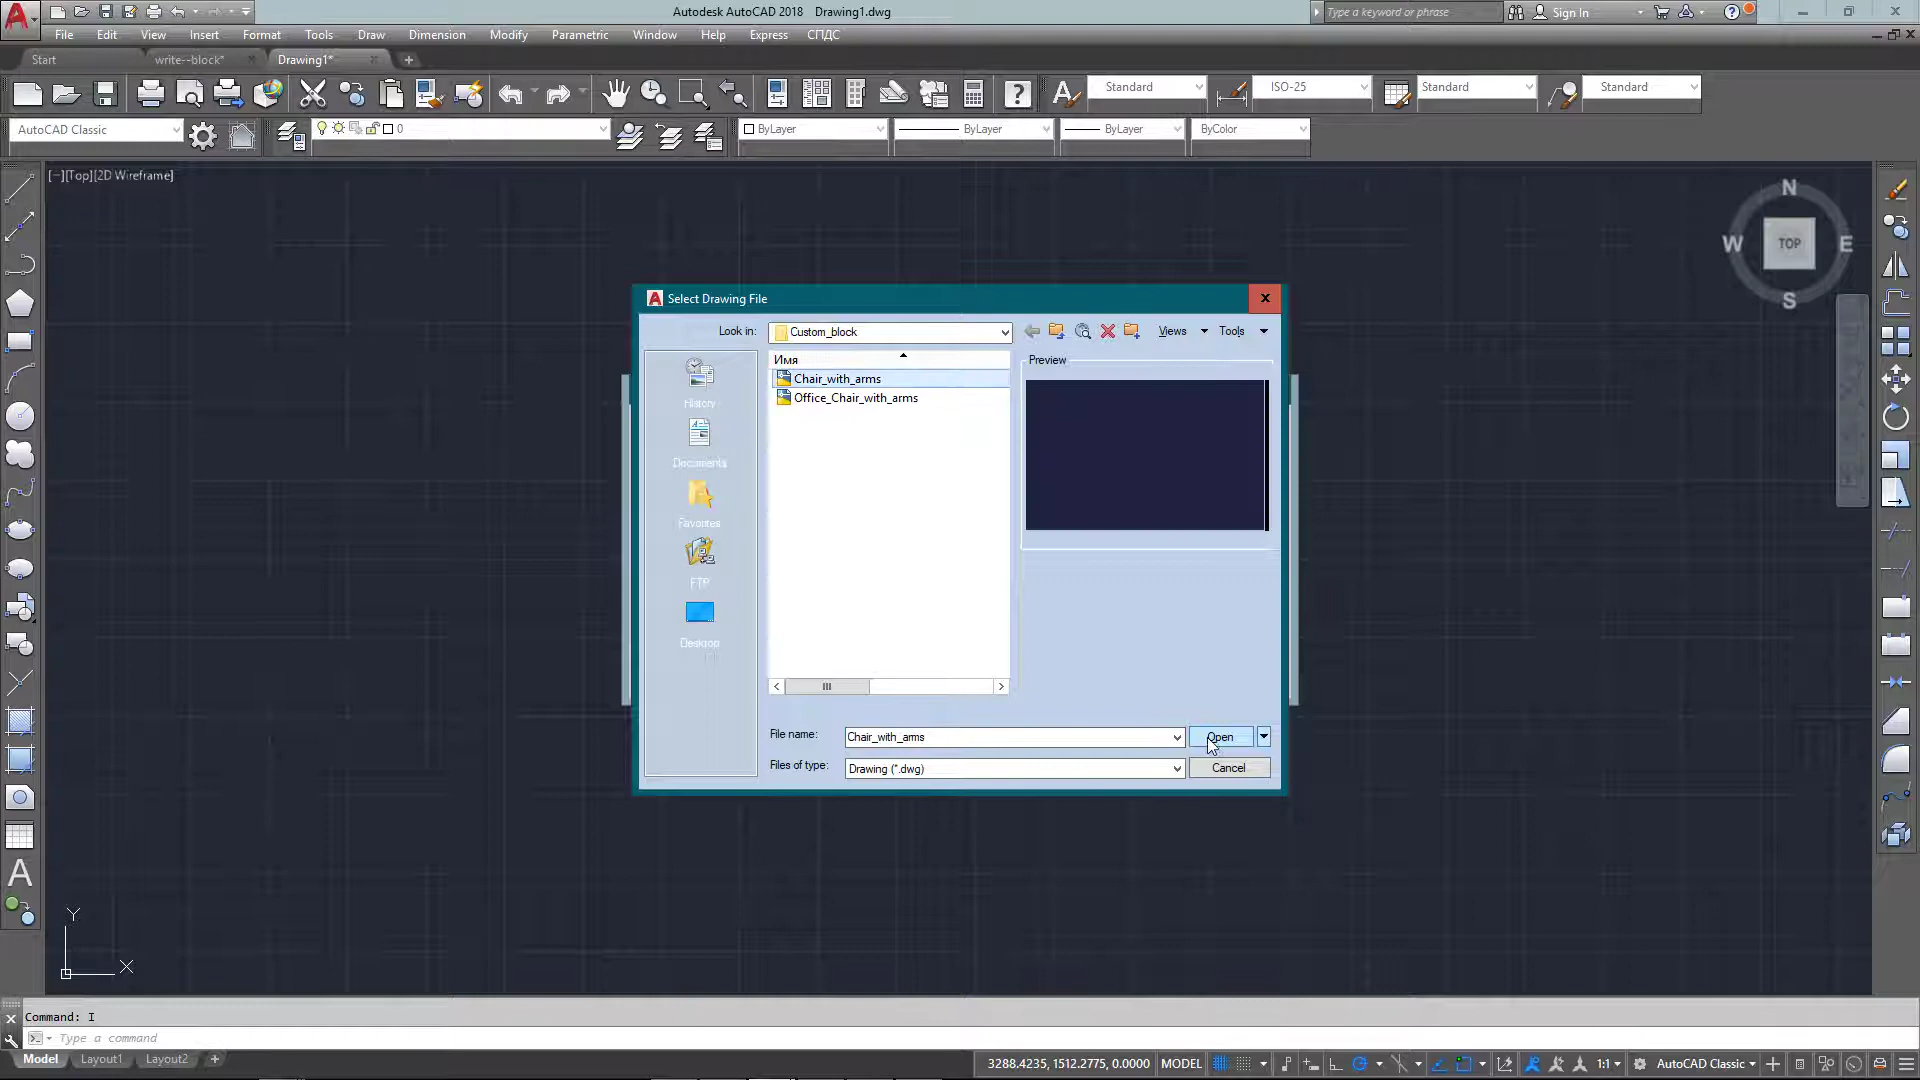 Autodesk AutoCAD 2018 Drawing1.dwg
Type a keyword or phrase
Sign In
File Edit View Insert Format Tools Draw Dimension Modify Parametric Window Help Express СПДС
Start
write--block*
Drawing1*
Standard
ISO-25
Standard
Standard
AutoCAD Classic
0
ByLayer
ByLayer
ByLayer
ByColor
[−][Top][2D Wireframe]
N
W
TOP
E
S
Select Drawing File
Look in:
Custom_block
Views
Tools
Имя
Preview
Chair_with_arms
Office_Chair_with_arms
History
Documents
Favorites
FTP
Desktop
File name:
Chair_with_arms
Open
Files of type:
Drawing (*.dwg)
Cancel
Y
X
Command: I
Type a command
Model
Layout1
Layout2
3288.4235, 1512.2775, 0.0000
MODEL
1:1
AutoCAD Classic